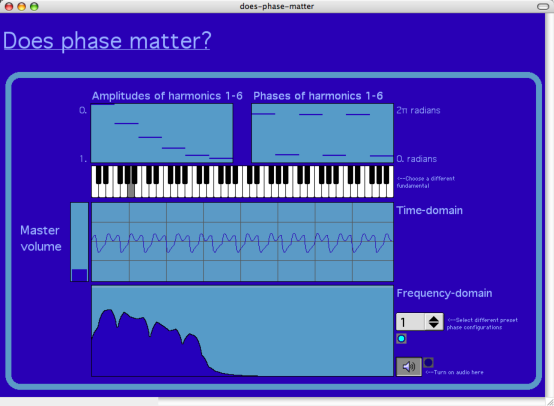 does-phase-matter
Does phase matter?
Amplitudes of harmonics 1-6
Phases of harmonics 1-6
0.
2π radians
1.
0. radians
<--Choose a different
fundamental
Master
volume
Time-domain
Frequency-domain
1
<--Select different preset
phase configurations
<--Turn on audio here